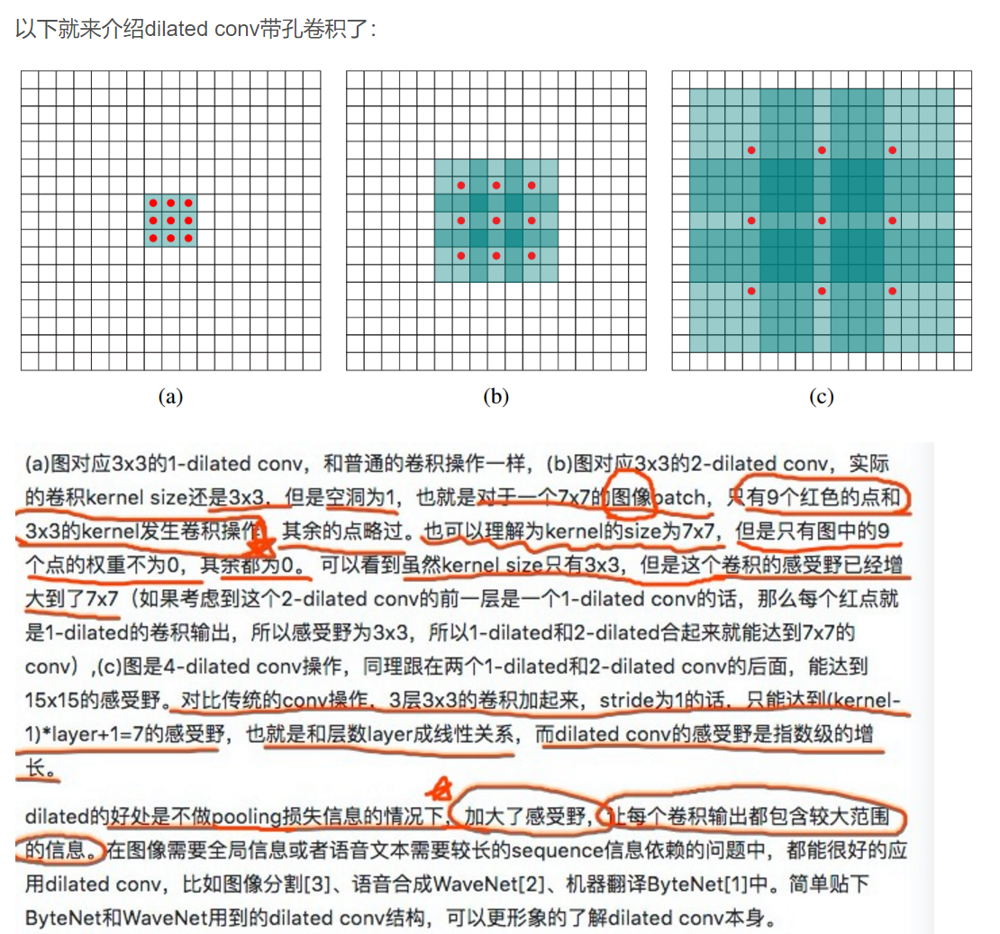 以下就来介绍dilated conv带孔卷积了：
(a) (b) (c)
(a)图对应3x3的1-dilated conv，和普通的卷积操作一样，(b)图对应3x3的2-dilated conv，实际
的卷积kernel size还是3x3，但是空洞为1，也就是对于一个7x7的图像patch，只有9个红色的点和
3x3的kernel发生卷积操作，其余的点略过。也可以理解为kernel的size为7x7，但是只有图中的9
个点的权重不为0，其余都为0。 可以看到虽然kernel size只有3x3，但是这个卷积的感受野已经增
大到了7x7（如果考虑到这个2-dilated conv的前一层是一个1-dilated conv的话，那么每个红点就
是1-dilated的卷积输出，所以感受野为3x3，所以1-dilated和2-dilated合起来就能达到7x7的
conv）,(c)图是4-dilated conv操作，同理跟在两个1-dilated和2-dilated conv的后面，能达到
15x15的感受野。对比传统的conv操作，3层3x3的卷积加起来，stride为1的话，只能达到(kernel-
1)*layer+1=7的感受野，也就是和层数layer成线性关系，而dilated conv的感受野是指数级的增
长。
dilated的好处是不做pooling损失信息的情况下，加大了感受野，让每个卷积输出都包含较大范围
的信息。在图像需要全局信息或者语音文本需要较长的sequence信息依赖的问题中，都能很好的应
用dilated conv，比如图像分割[3]、语音合成WaveNet[2]、机器翻译ByteNet[1]中。简单贴下
ByteNet和WaveNet用到的dilated conv结构，可以更形象的了解dilated conv本身。